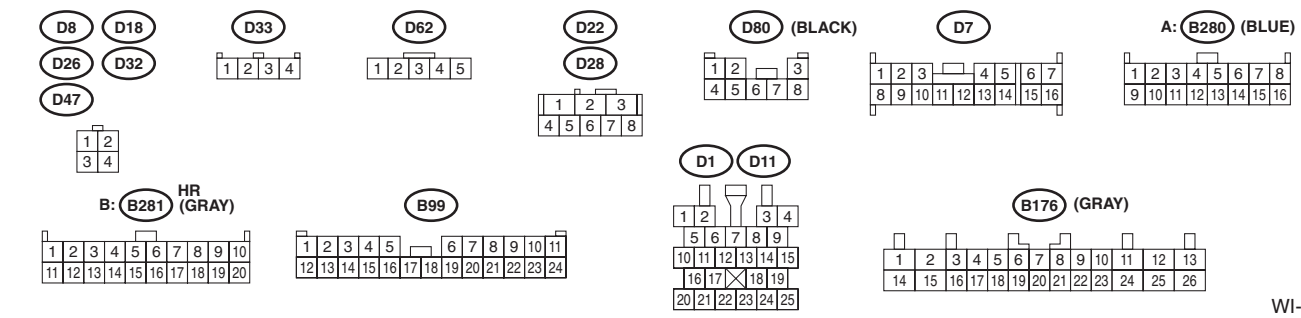 D8 D18 D33 D62 D22 D80 (BLACK) D7 A: B280 (BLUE)
D26 D32 D28
D47
1 2
3 4
1 2 3 4
1 2 3 4 5
1 2 3
4 5 6 7 8
1 2 3
4 5 6 7 8
1 2 3 4 5 6 7
8 9 10 11 12 13 14 15 16
1 2 3 4 5 6 7 8
9 10 11 12 13 14 15 16
B: B281 HR (GRAY)
1 2 3 4 5 6 7 8 9 10
11 12 13 14 15 16 17 18 19 20
B99
1 2 3 4 5 6 7 8 9 10 11
12 13 14 15 16 17 18 19 20 21 22 23 24
D1 D11
1 2 3 4
5 6 7 8 9
10 11 12 13 14 15
16 17 18 19
20 21 22 23 24 25
B176 (GRAY)
1 2 3 4 5 6 7 8 9 10 11 12 13
14 15 16 17 18 19 20 21 22 23 24 25 26
WI-